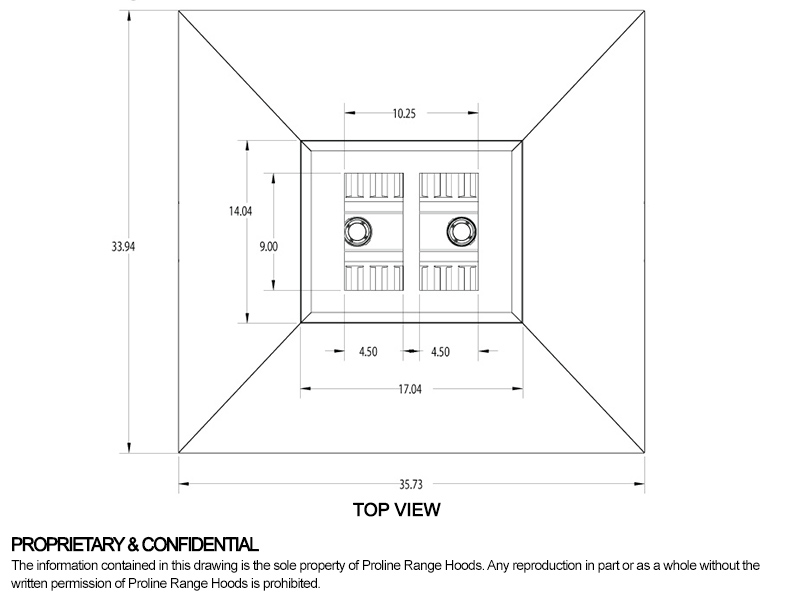 10.25
14.04
9.00
33.94
4.50
4.50
17.04
35.73
TOP VIEW
PROPRIETARY & CONFIDENTIAL
The information contained in this drawing is the sole property of Proline Range Hoods. Any reproduction in part or as a whole without the
written permission of Proline Range Hoods is prohibited.